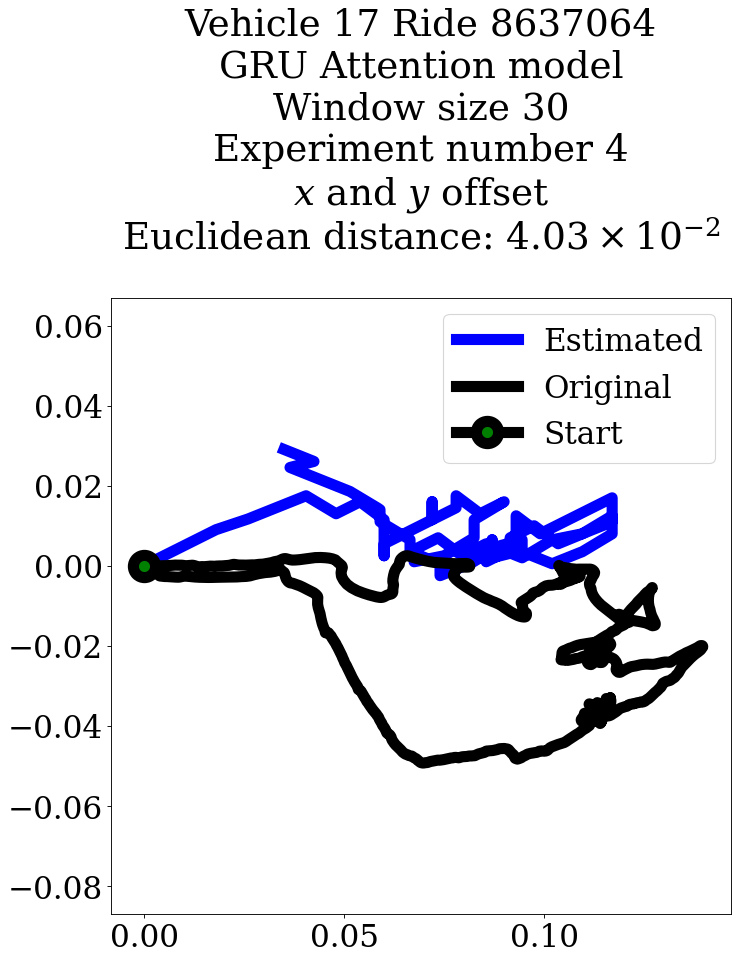 Vehicle 17 Ride 8637064
GRU Attention model
Window size 30
Experiment number 4
x and y offset
Euclidean distance: 4.03 × 10⁻²
Estimated
Original
Start
0.06
0.04
0.02
0.00
−0.02
−0.04
−0.06
−0.08
0.00 0.05 0.10